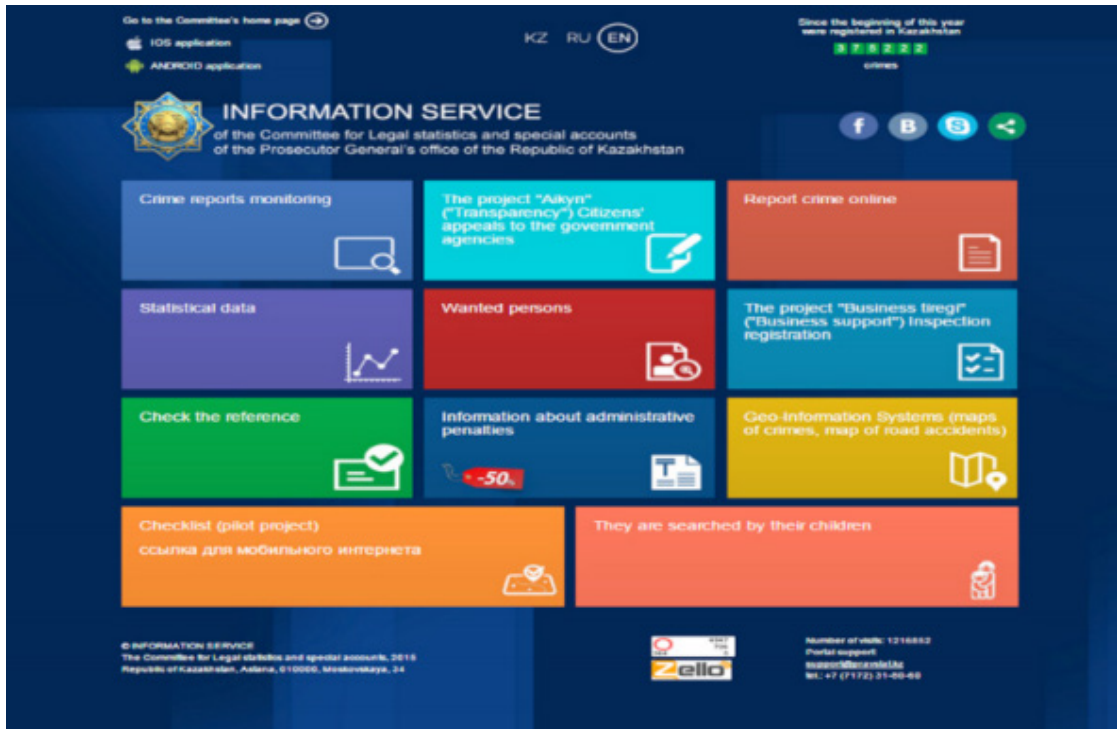 Go to the Committee's home page
IOS application
ANDROID application
KZ RU EN
Since the beginning of this year
were registered in Kazakhstan
375222
crimes
INFORMATION SERVICE
of the Committee for Legal statistics and special accounts
of the Prosecutor General's office of the Republic of Kazakhstan
Crime reports monitoring
The project "Aikyn"
("Transparency") Citizens'
appeals to the government
agencies
Report crime online
Statistical data
Wanted persons
The project "Business tiregi"
("Business support") Inspection
registration
Check the reference
Information about administrative
penalties
-50%
Geo-Information Systems (maps
of crimes, map of road accidents)
Checklist (pilot project)
ссылка для мобильного интернета
They are searched by their children
© INFORMATION SERVICE
The Committee for Legal statistics and special accounts, 2015
Republic of Kazakhstan, Astana, 010000, Moskovskaya, 34
Zello
Number of visits: 1216852
Portal support
tel.: +7 (7172) 31-60-60